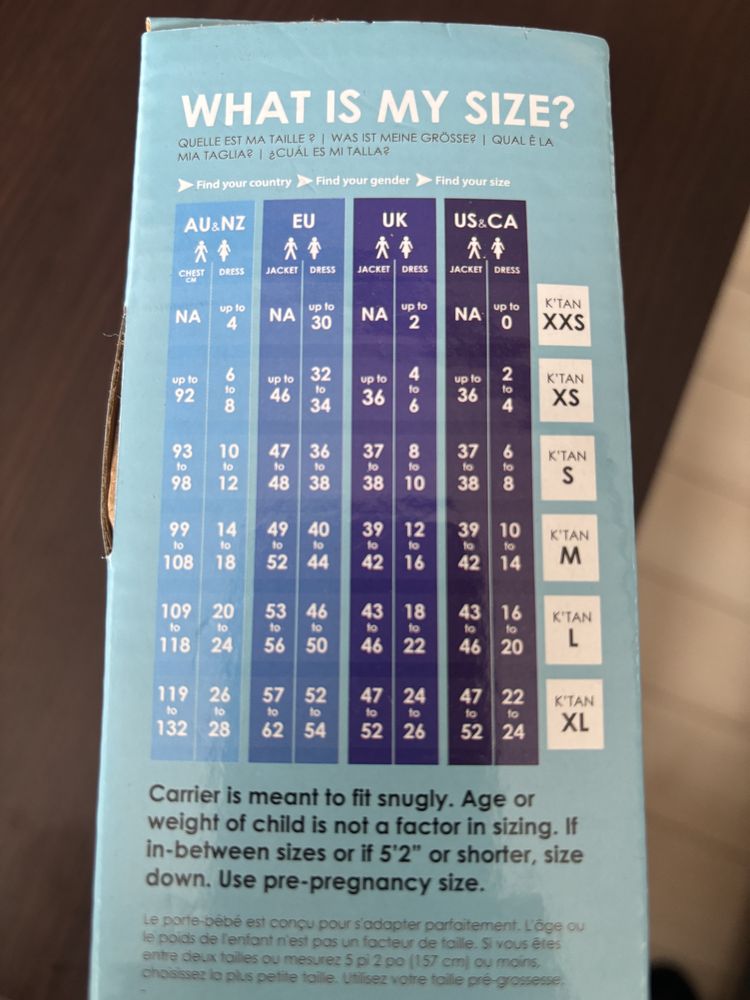 WHAT IS MY SIZE?
QUELLE EST MA TAILLE ? | WAS IST MEINE GRÖSSE? | QUAL È LA
MIA TAGLIA? | ¿CUÁL ES MI TALLA?
Find your country Find your gender Find your size
AU&NZ EU UK US&CA
CHEST CM DRESS JACKET DRESS JACKET DRESS JACKET DRESS
NA up to 4 NA up to 30 NA up to 2 NA up to 0 K'TAN XXS
up to 92 6 to 8 up to 46 32 to 34 up to 36 4 to 6 up to 36 2 to 4 K'TAN XS
93 to 98 10 to 12 47 to 48 36 to 38 37 to 38 8 to 10 37 to 38 6 to 8 K'TAN S
99 to 108 14 to 18 49 to 52 40 to 44 39 to 42 12 to 16 39 to 42 10 to 14 K'TAN M
109 to 118 20 to 24 53 to 56 46 to 50 43 to 46 18 to 22 43 to 46 16 to 20 K'TAN L
119 to 132 26 to 28 57 to 62 52 to 54 47 to 52 24 to 26 47 to 52 22 to 24 K'TAN XL
Carrier is meant to fit snugly. Age or
weight of child is not a factor in sizing. If
in-between sizes or if 5'2" or shorter, size
down. Use pre-pregnancy size.
Le porte-bébé est conçu pour s'adapter parfaitement. L'âge ou
le poids de l'enfant n'est pas un facteur de taille. Si vous êtes
entre deux tailles ou mesurez 5 pi 2 po (157 cm) ou moins,
choisissez la plus petite taille. Utilisez votre taille pré-grossesse.